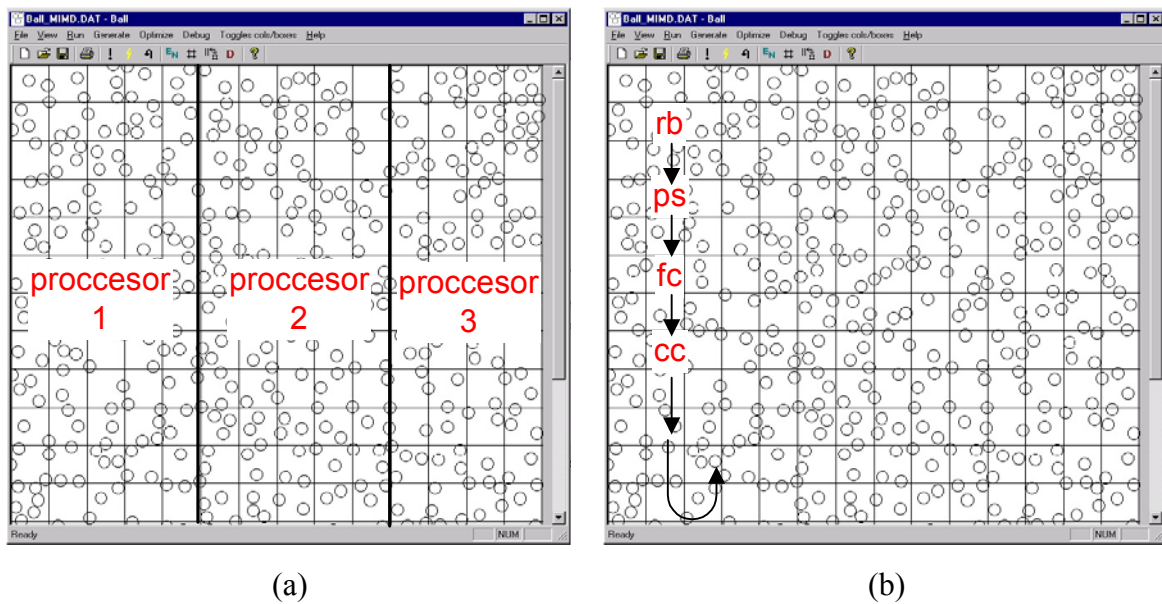 Ball_MIMD.DAT - Ball
File View Run Generate Optimize Debug Toggles cols/boxes Help
E N D
proccesor
1
proccesor
2
proccesor
3
Ready
NUM
(a)
Ball_MIMD.DAT - Ball
File View Run Generate Optimize Debug Toggles cols/boxes Help
E N D
rb
ps
fc
cc
Ready
NUM
(b)